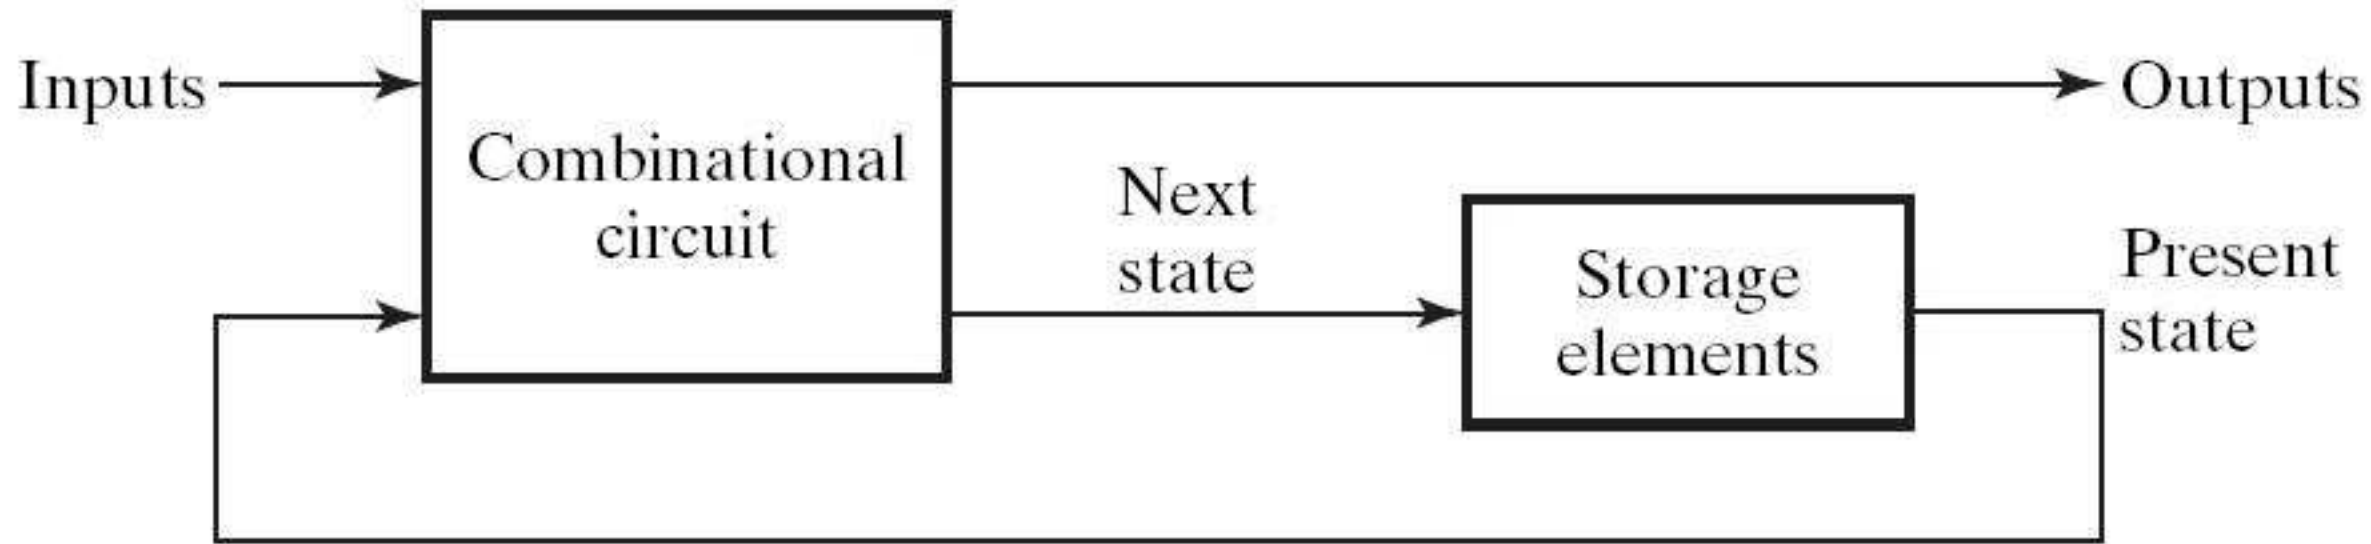 Inputs
Combinational
circuit
Outputs
Next
state
Storage
elements
Present
state